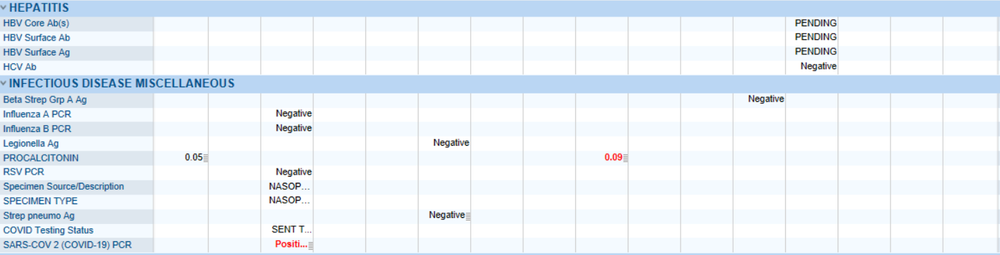 HEPATITIS
HBV Core Ab(s) PENDING
HBV Surface Ab PENDING
HBV Surface Ag PENDING
HCV Ab Negative
INFECTIOUS DISEASE MISCELLANEOUS
Beta Strep Grp A Ag Negative
Influenza A PCR Negative
Influenza B PCR Negative
Legionella Ag Negative
PROCALCITONIN 0.05 0.09
RSV PCR Negative
Specimen Source/Description NASOP...
SPECIMEN TYPE NASOP...
Strep pneumo Ag Negative
COVID Testing Status SENT T...
SARS-COV 2 (COVID-19) PCR Positi...